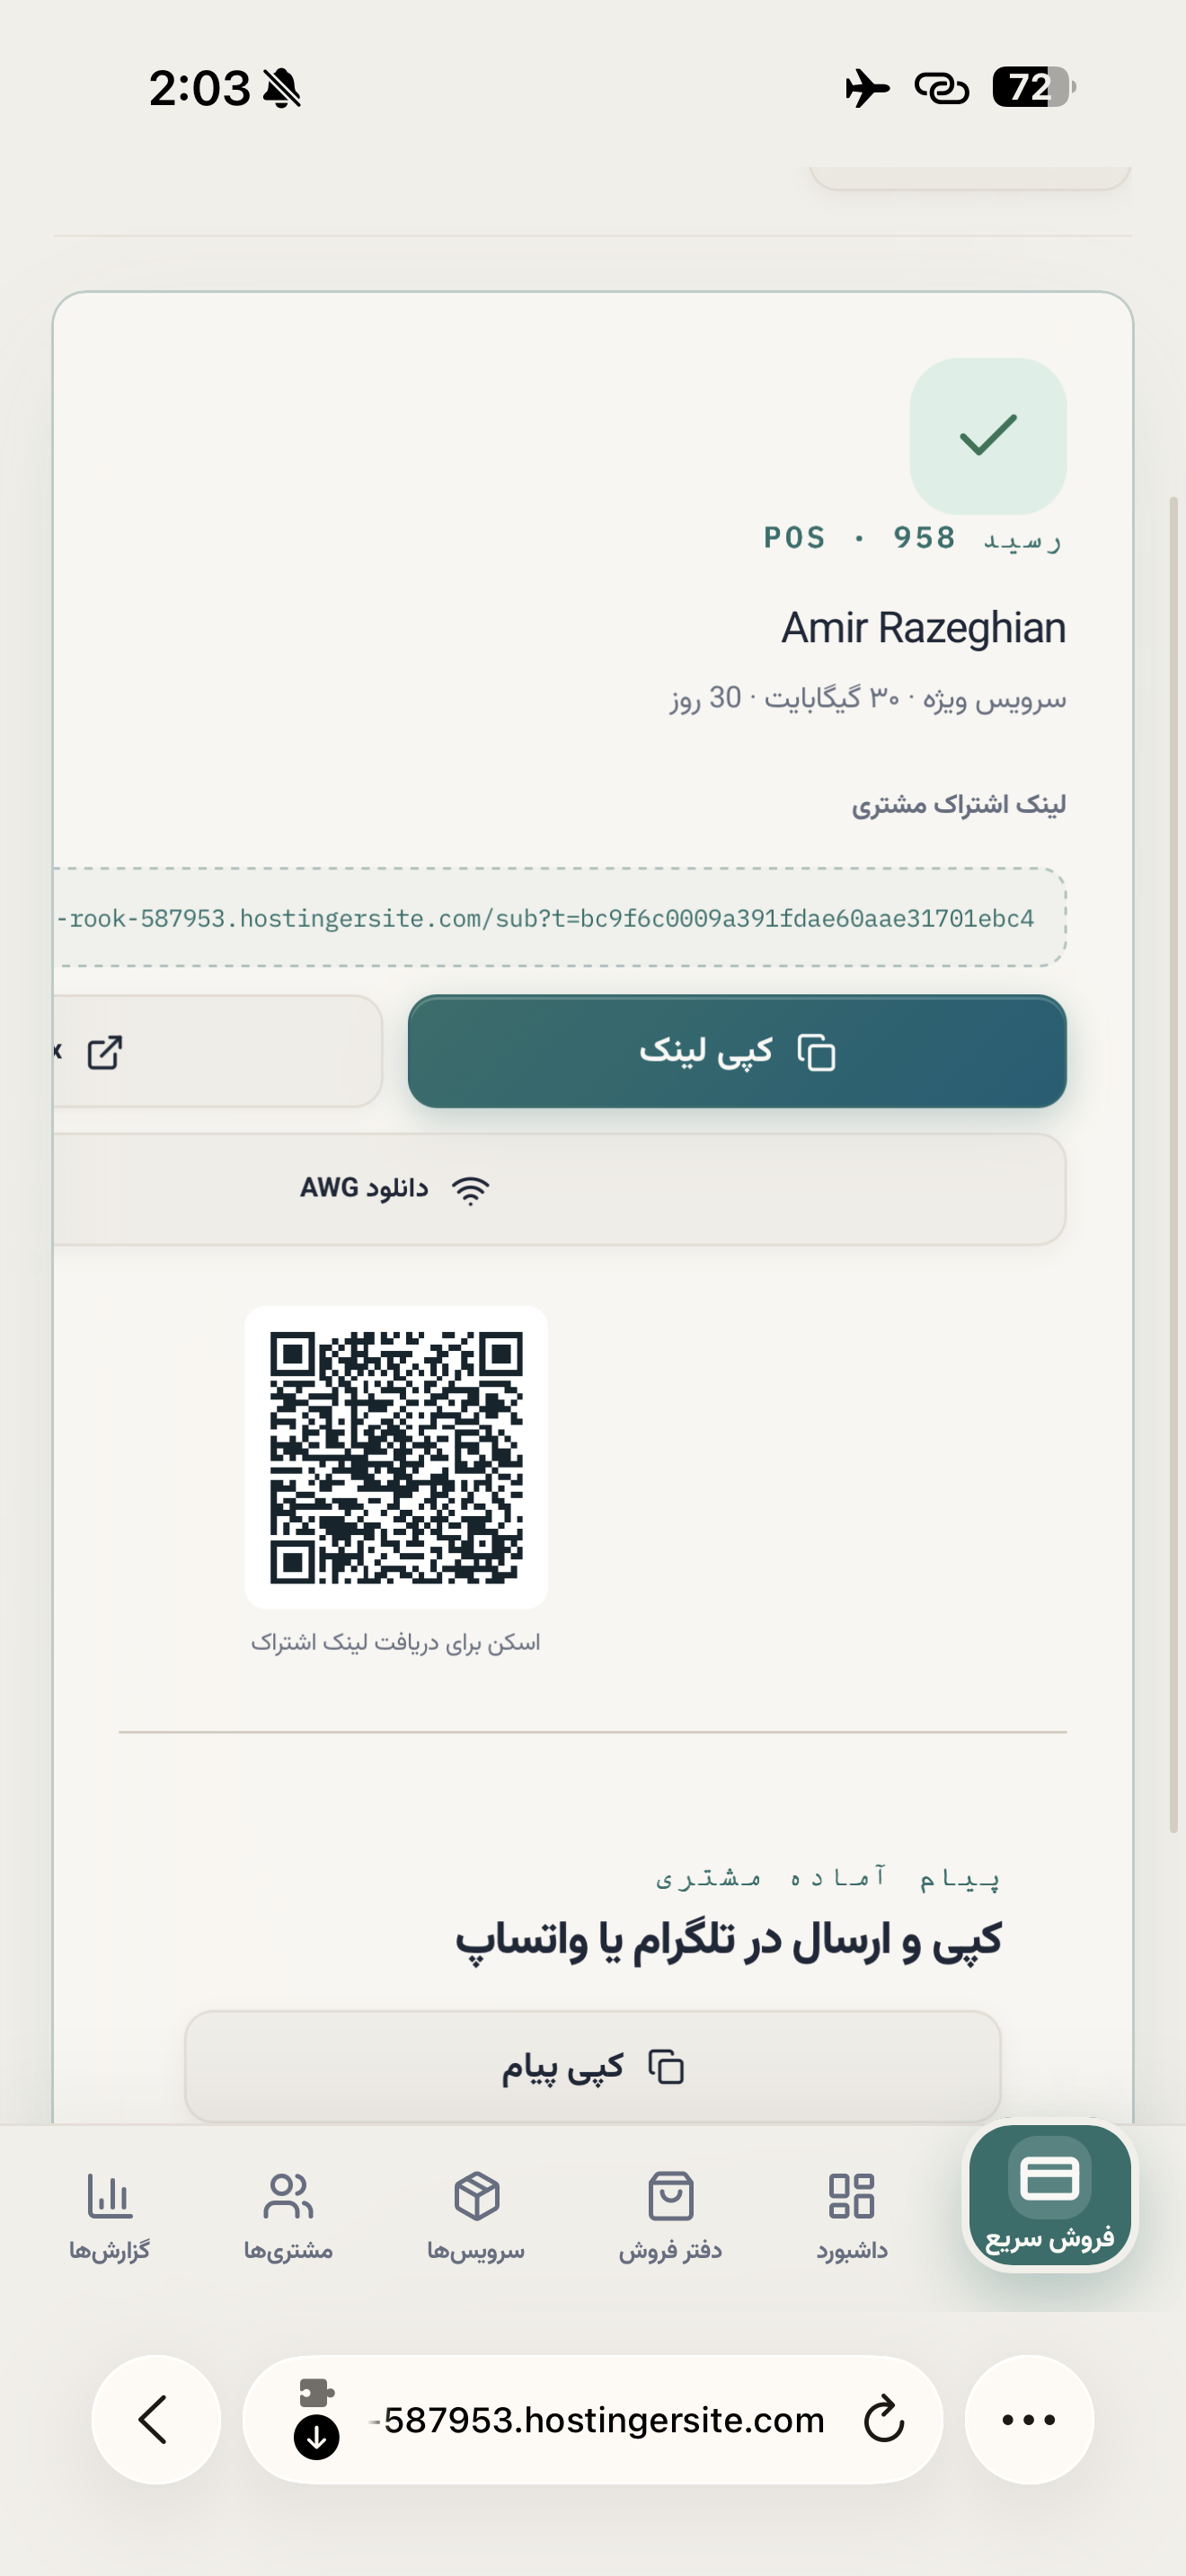 2:03
72
رسید POS · 958
Amir Razeghian
سرویس ویژه · ۳۰ گیگابایت · 30 روز
لینک اشتراک مشتری
-rook-587953.hostingersite.com/sub?t=bc9f6c0009a391fdae60aae31701ebc4
کپی لینک
x
دانلود AWG
اسکن برای دریافت لینک اشتراک
پیام آماده مشتری
کپی و ارسال در تلگرام یا واتساپ
کپی پیام
فروش سریع
داشبورد
دفتر فروش
سرویس‌ها
مشتری‌ها
گزارش‌ها
-587953.hostingersite.com